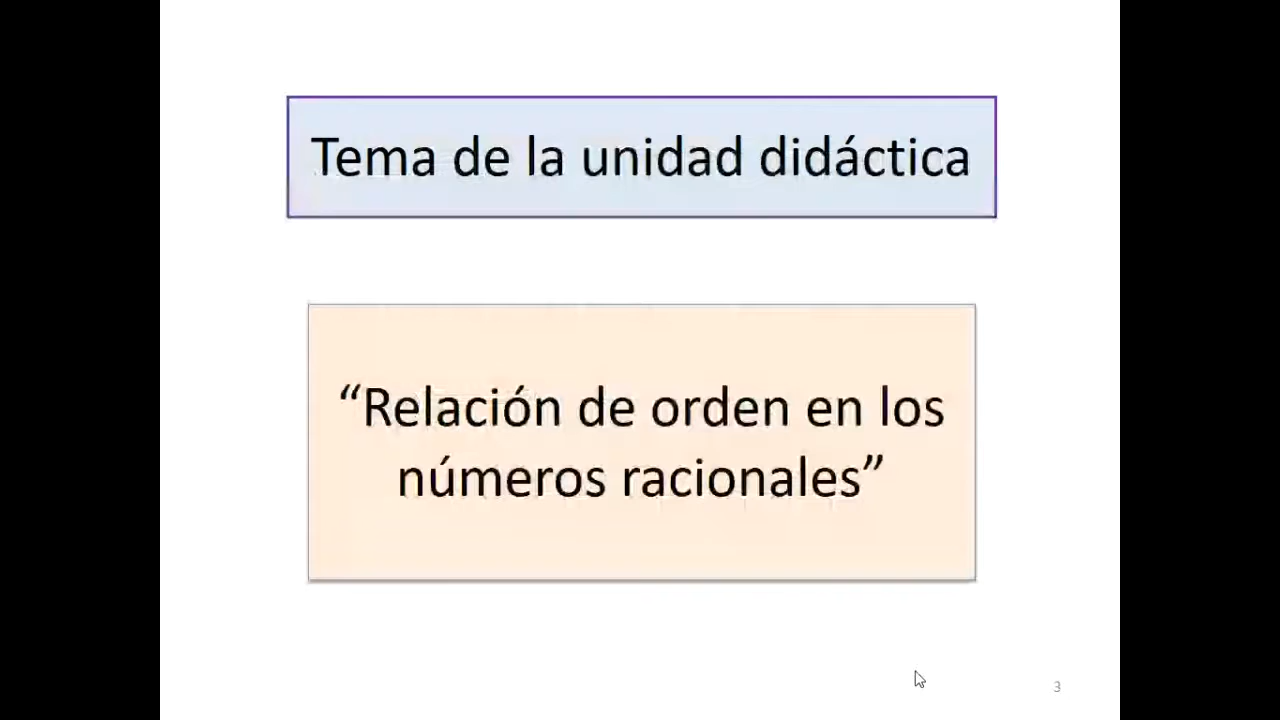 Tema de la unidad didáctica
“Relación de orden en los
números racionales”
3